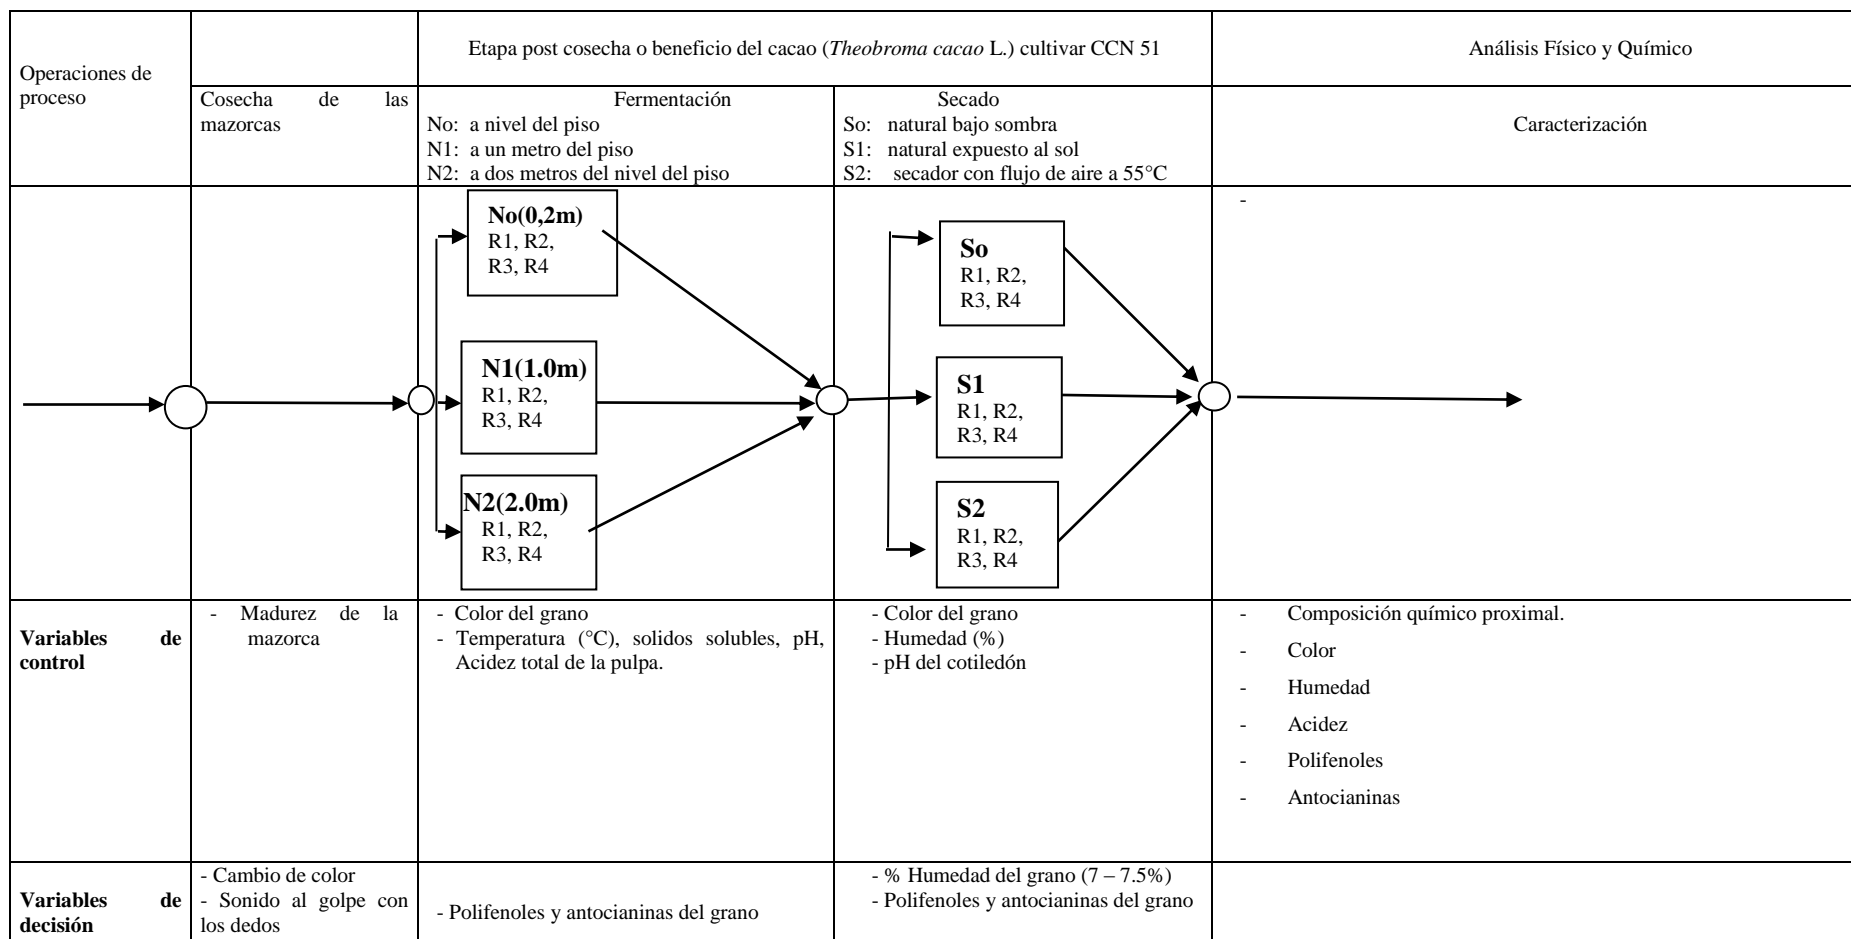 Operaciones de
proceso
Etapa post cosecha o beneficio del cacao (Theobroma cacao L.) cultivar CCN 51
Análisis Físico y Químico
Cosecha de las
mazorcas
Fermentación
No: a nivel del piso
N1: a un metro del piso
N2: a dos metros del nivel del piso
Secado
So: natural bajo sombra
S1: natural expuesto al sol
S2: secador con flujo de aire a 55°C
Caracterización
-
No(0,2m)
R1, R2,
R3, R4
N1(1.0m)
R1, R2,
R3, R4
N2(2.0m)
R1, R2,
R3, R4
So
R1, R2,
R3, R4
S1
R1, R2,
R3, R4
S2
R1, R2,
R3, R4
Variables de
control
- Madurez de la
mazorca
- Color del grano
- Temperatura (°C), solidos solubles, pH,
Acidez total de la pulpa.
- Color del grano
- Humedad (%)
- pH del cotiledón
- Composición químico proximal.
- Color
- Humedad
- Acidez
- Polifenoles
- Antocianinas
Variables de
decisión
- Cambio de color
- Sonido al golpe con
los dedos
- Polifenoles y antocianinas del grano
- % Humedad del grano (7 – 7.5%)
- Polifenoles y antocianinas del grano